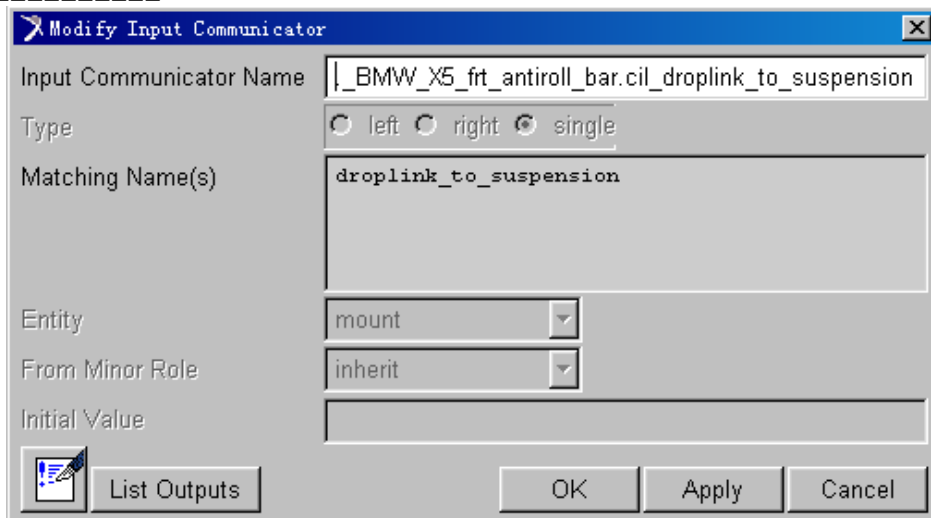 Modify Input Communicator
Input Communicator Name ._BMW_X5_frt_antiroll_bar.cil_droplink_to_suspension
Type left right single
Matching Name(s) droplink_to_suspension
Entity mount
From Minor Role inherit
Initial Value
List Outputs OK Apply Cancel